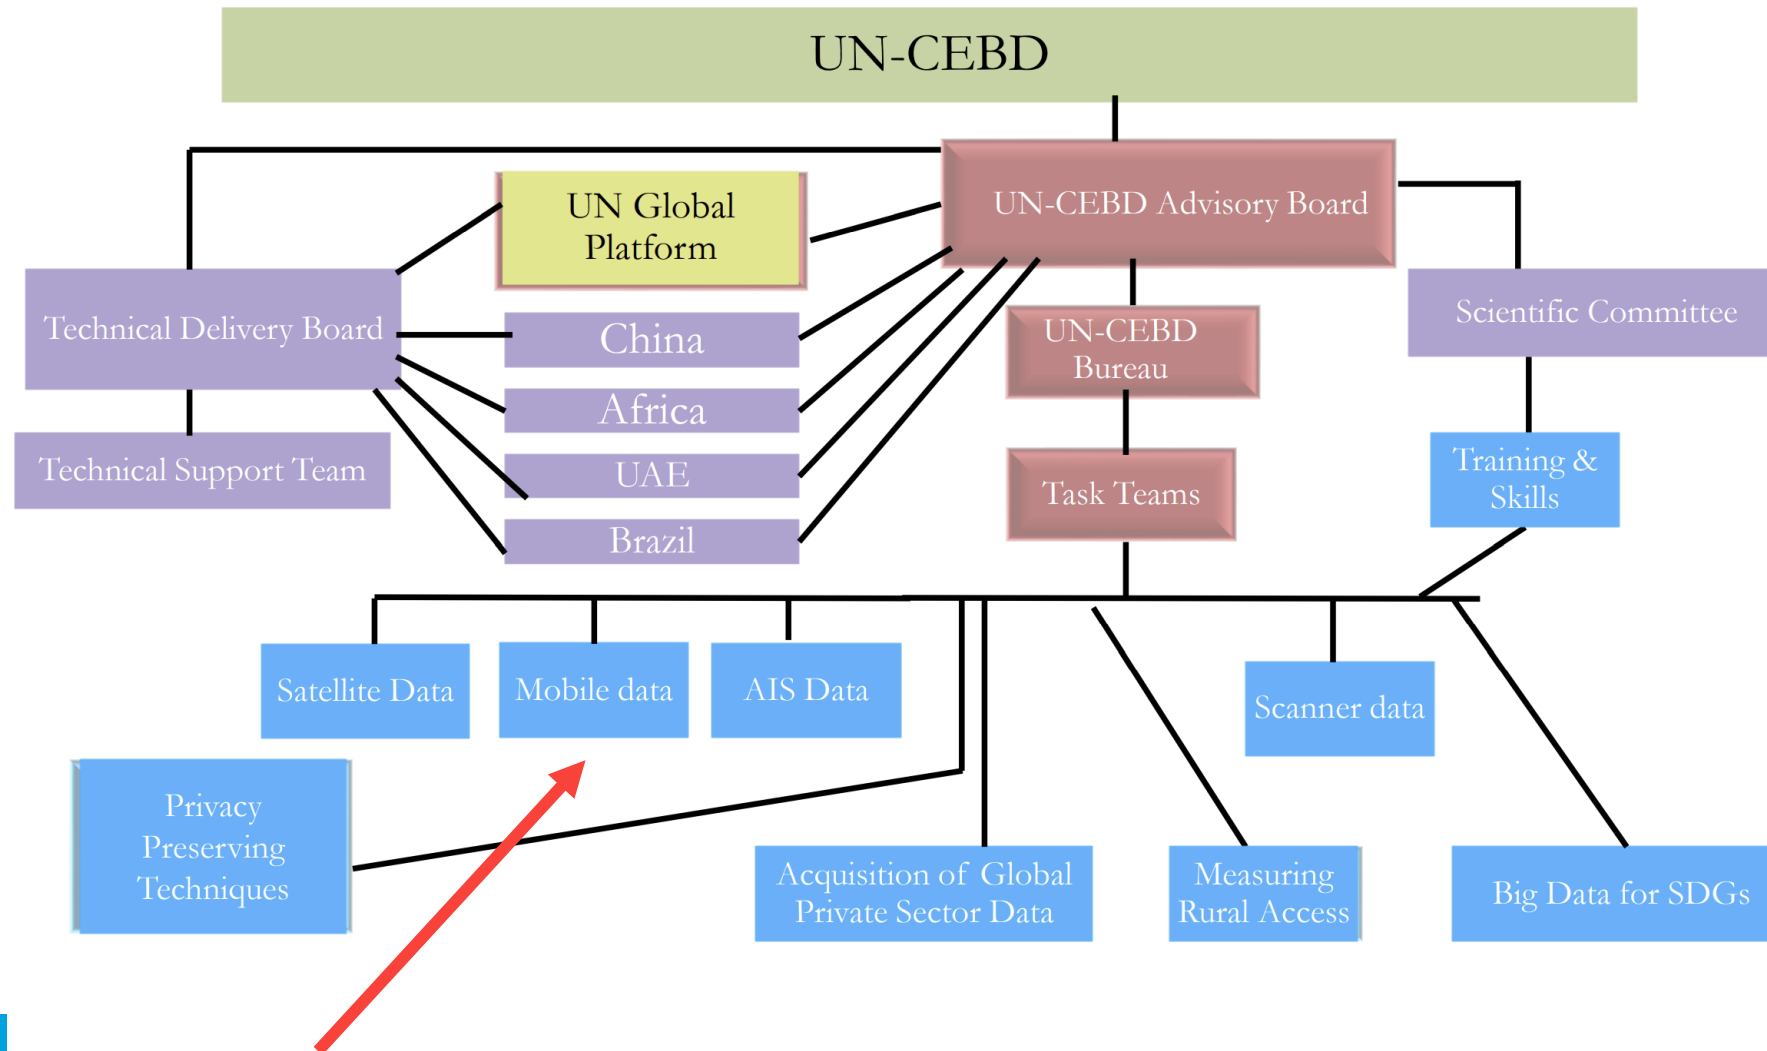 UN-CEBD
UN Global
Platform
UN-CEBD Advisory Board
Technical Delivery Board
China
UN-CEBD
Bureau
Scientific Committee
Africa
Technical Support Team
UAE
Task Teams
Training &
Skills
Brazil
Satellite Data
Mobile data
AIS Data
Scanner data
Privacy
Preserving
Techniques
Acquisition of Global
Private Sector Data
Measuring
Rural Access
Big Data for SDGs